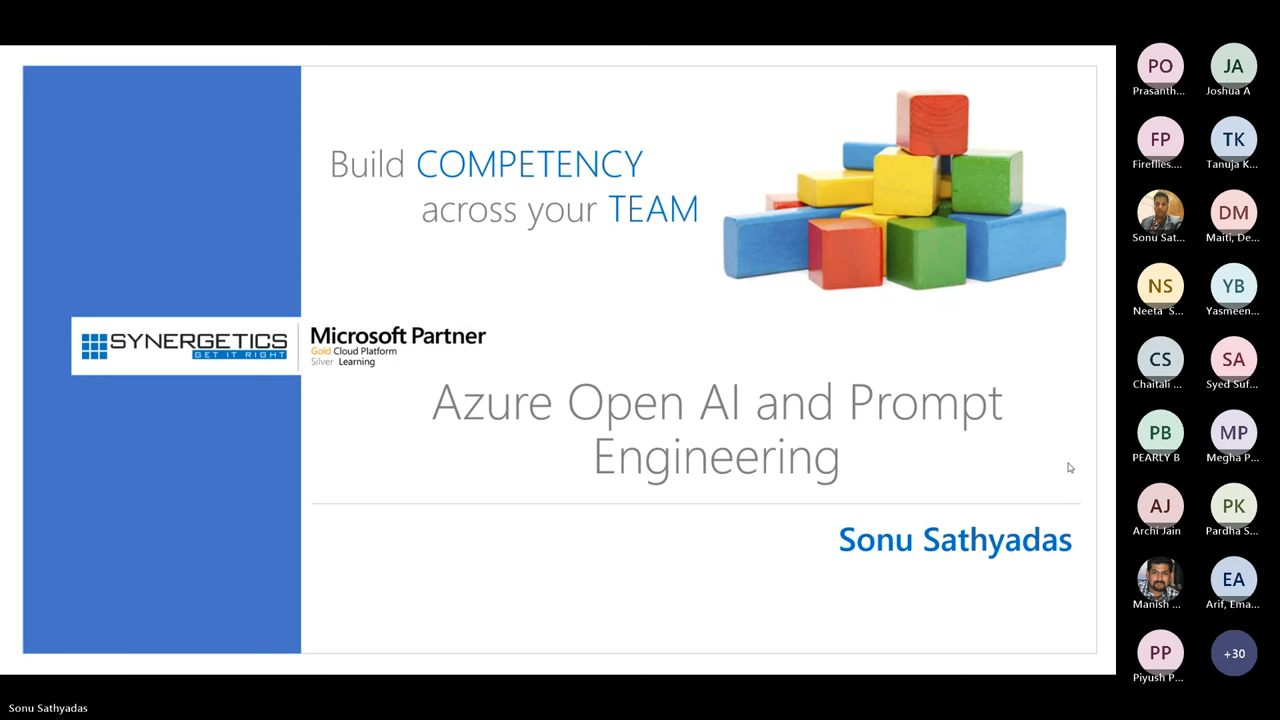 Build COMPETENCY
across your TEAM
SYNERGETICS
GET IT RIGHT
Microsoft Partner
Gold Cloud Platform
Silver Learning
Azure Open AI and Prompt
Engineering
Sonu Sathyadas
PO
Prasanth...
JA
Joshua A
FP
Fireflies....
TK
Tanuja K...
Sonu Sat...
DM
Maiti, De...
NS
Neeta S...
YB
Yasmeen...
CS
Chaitali ...
SA
Syed Suf...
PB
PEARLY B
MP
Megha P...
AJ
Archi Jain
PK
Pardha S...
Manish ...
EA
Arif, Ema...
PP
Piyush P...
+30
Sonu Sathyadas